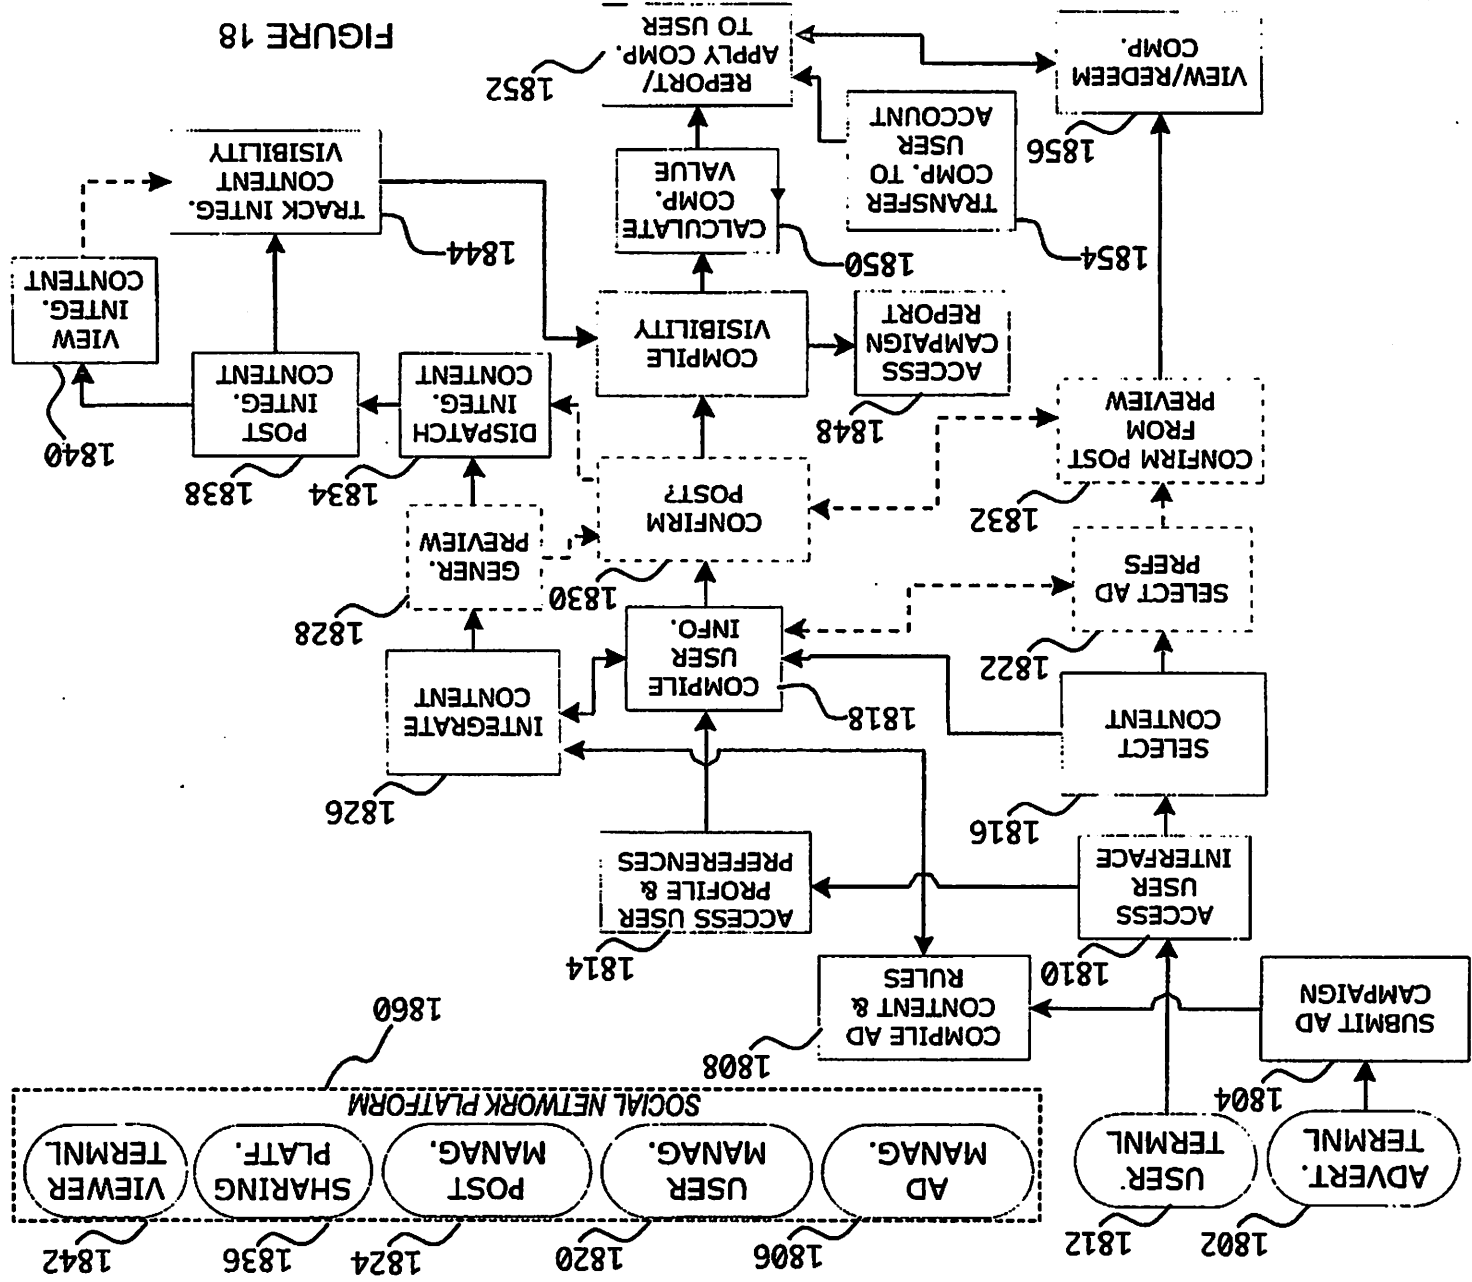 1802
1812
1806
1820
1824
1836
1842
ADVERT.
TERMNL
USER
TERMNL
AD
MANAG.
USER
MANAG.
POST
MANAG.
SHARING
PLATF.
VIEWER
TERMNL
SOCIAL NETWORK PLATFORM
1804
1860
SUBMIT AD
CAMPAIGN
1808
COMPILE AD
CONTENT &
RULES
1810
ACCESS
USER
INTERFACE
1814
ACCESS USER
PROFILE &
PREFERENCES
1816
SELECT
CONTENT
1818
COMPILE
USER
INFO.
1826
INTEGRATE
CONTENT
1822
SELECT AD
PREFS
1828
GENER.
PREVIEW
1830
CONFIRM
POST?
1832
CONFIRM POST
FROM
PREVIEW
1834
DISPATCH
INTEG.
CONTENT
1838
POST
INTEG.
CONTENT
1840
VIEW
INTEG.
CONTENT
1844
TRACK INTEG.
CONTENT
VISIBILITY
COMPILE
VISIBILITY
1848
ACCESS
CAMPAIGN
REPORT
1850
CALCULATE
COMP.
VALUE
1854
TRANSFER
COMP. TO
USER
ACCOUNT
1852
REPORT/
APPLY COMP.
TO USER
1856
VIEW/REDEEM
COMP.
FIGURE 18